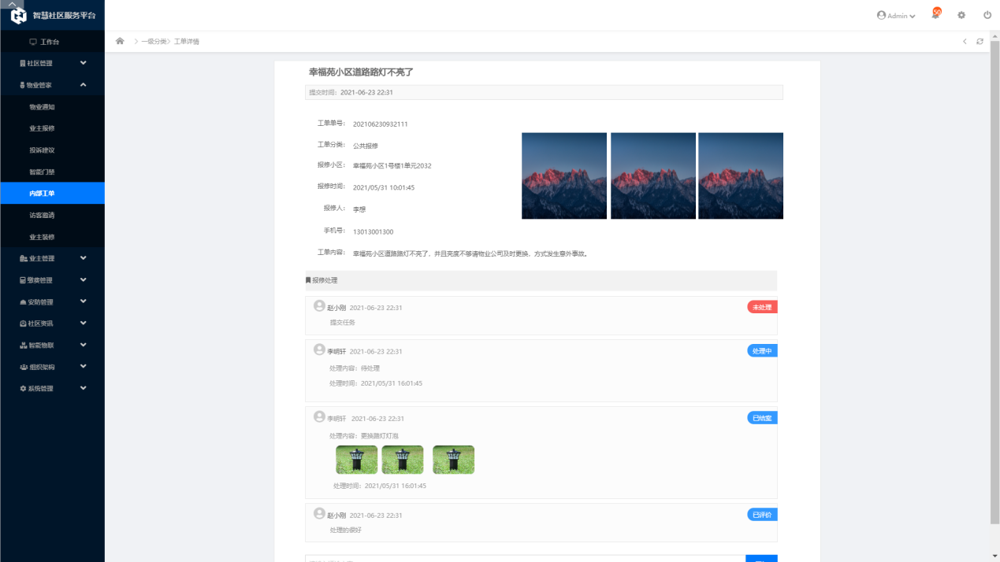 智慧社区服务平台
Admin
50
工作台
一级分类
工单详情
社区管理
物业管家
物业通知
业主报修
投诉建议
智能门禁
内部工单
访客邀请
业主装修
业主管理
缴费管理
安防管理
社区资讯
智能物联
组织架构
系统管理
幸福苑小区道路路灯不亮了
提交时间：2021-06-23 22:31
工单单号： 202106230932111
工单分类： 公共报修
报修小区： 幸福苑小区1号楼1单元2032
报修时间： 2021/05/31 10:01:45
报修人： 李想
手机号： 13013001300
工单内容： 幸福苑小区道路路灯不亮了，并且亮度不够请物业公司及时更换，方式发生意外事故。
报修处理
赵小刚 2021-06-23 22:31 未处理
提交任务
李明轩 2021-06-23 22:31 处理中
处理内容：待处理
处理时间：2021/05/31 16:01:45
李明轩 2021-06-23 22:31 已结案
处理内容：更换路灯灯泡
处理时间：2021/05/31 16:01:45
赵小刚 2021-06-23 22:31 已评价
处理的很好